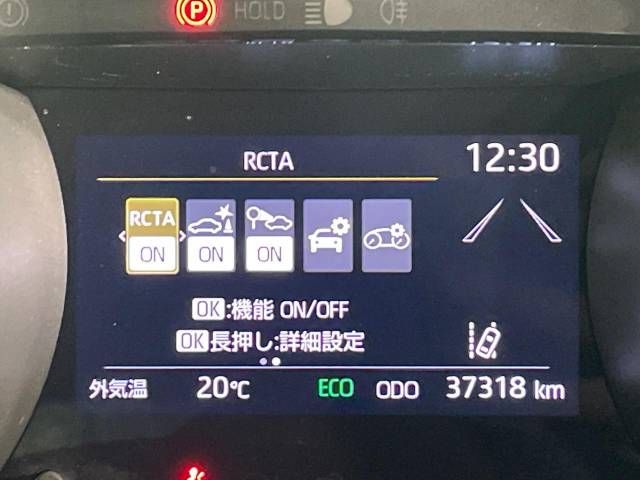 P HOLD
RCTA 12:30
RCTA
ON ON ON
OK:機能 ON/OFF
OK長押し:詳細設定
外気温 20℃ ECO ODO 37318 km